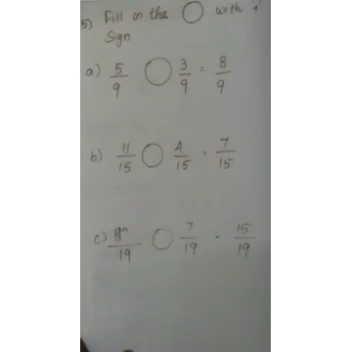 5) Fill in the ○ with
Sign
a) 5/9 ○ 3/9 = 8/9
b) 11/15 ○ 4/15 = 7/15
c) 8/19 ○ 7/19 = 15/19